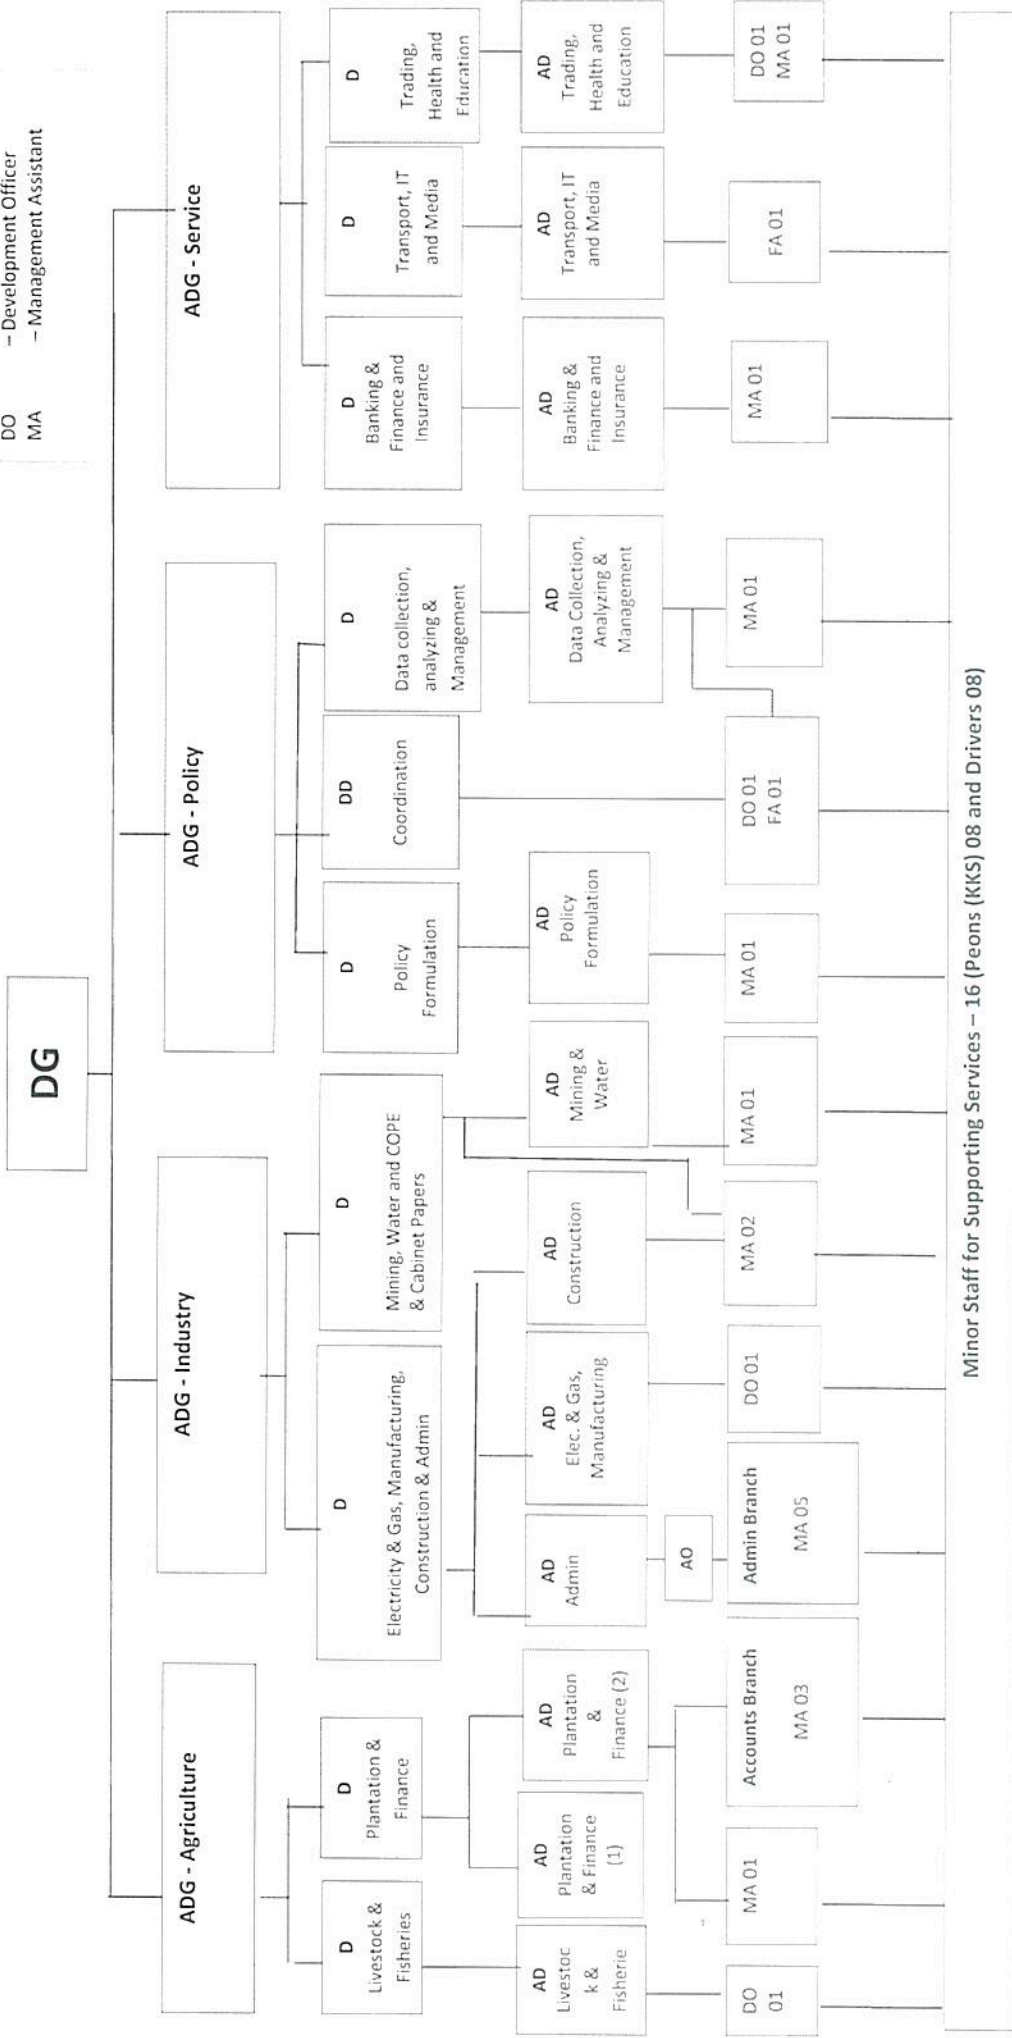 DO – Development Officer
MA – Management Assistant
DG
ADG - Agriculture
ADG - Industry
ADG - Policy
ADG - Service
D
Livestock &
Fisheries
D
Plantation &
Finance
D
Electricity & Gas, Manufacturing,
Construction & Admin
D
Mining, Water and COPE
& Cabinet Papers
D
Policy
Formulation
DD
Coordination
D
Data collection,
analyzing &
Management
D
Banking &
Finance and
Insurance
D
Transport, IT
and Media
D
Trading,
Health and
Education
AD
Livestoc
k &
Fisherie
AD
Plantation
& Finance
(1)
AD
Plantation
&
Finance (2)
AD
Admin
AD
Elec. & Gas,
Manufacturing
AD
Construction
AD
Mining &
Water
AD
Policy
Formulation
AD
Data Collection,
Analyzing &
Management
AD
Banking &
Finance and
Insurance
AD
Transport, IT
and Media
AD
Trading,
Health and
Education
AO
DO
01
MA 01
Accounts Branch
MA 03
Admin Branch
MA 05
DO 01
MA 02
MA 01
MA 01
DO 01
FA 01
MA 01
MA 01
FA 01
DO 01
MA 01
Minor Staff for Supporting Services – 16 (Peons (KKS) 08 and Drivers 08)